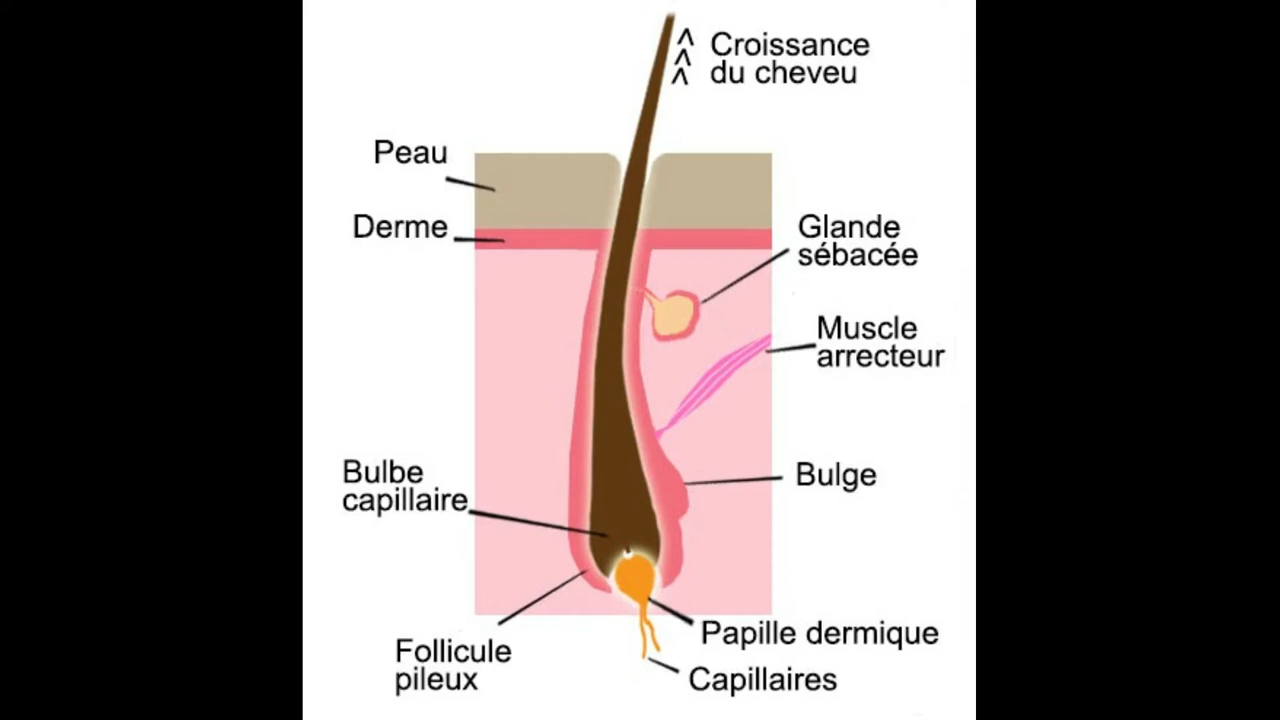 Croissance
du cheveu
Peau
Derme
Glande
sébacée
Muscle
arrecteur
Bulbe
capillaire
Bulge
Follicule
pileux
Papille dermique
Capillaires